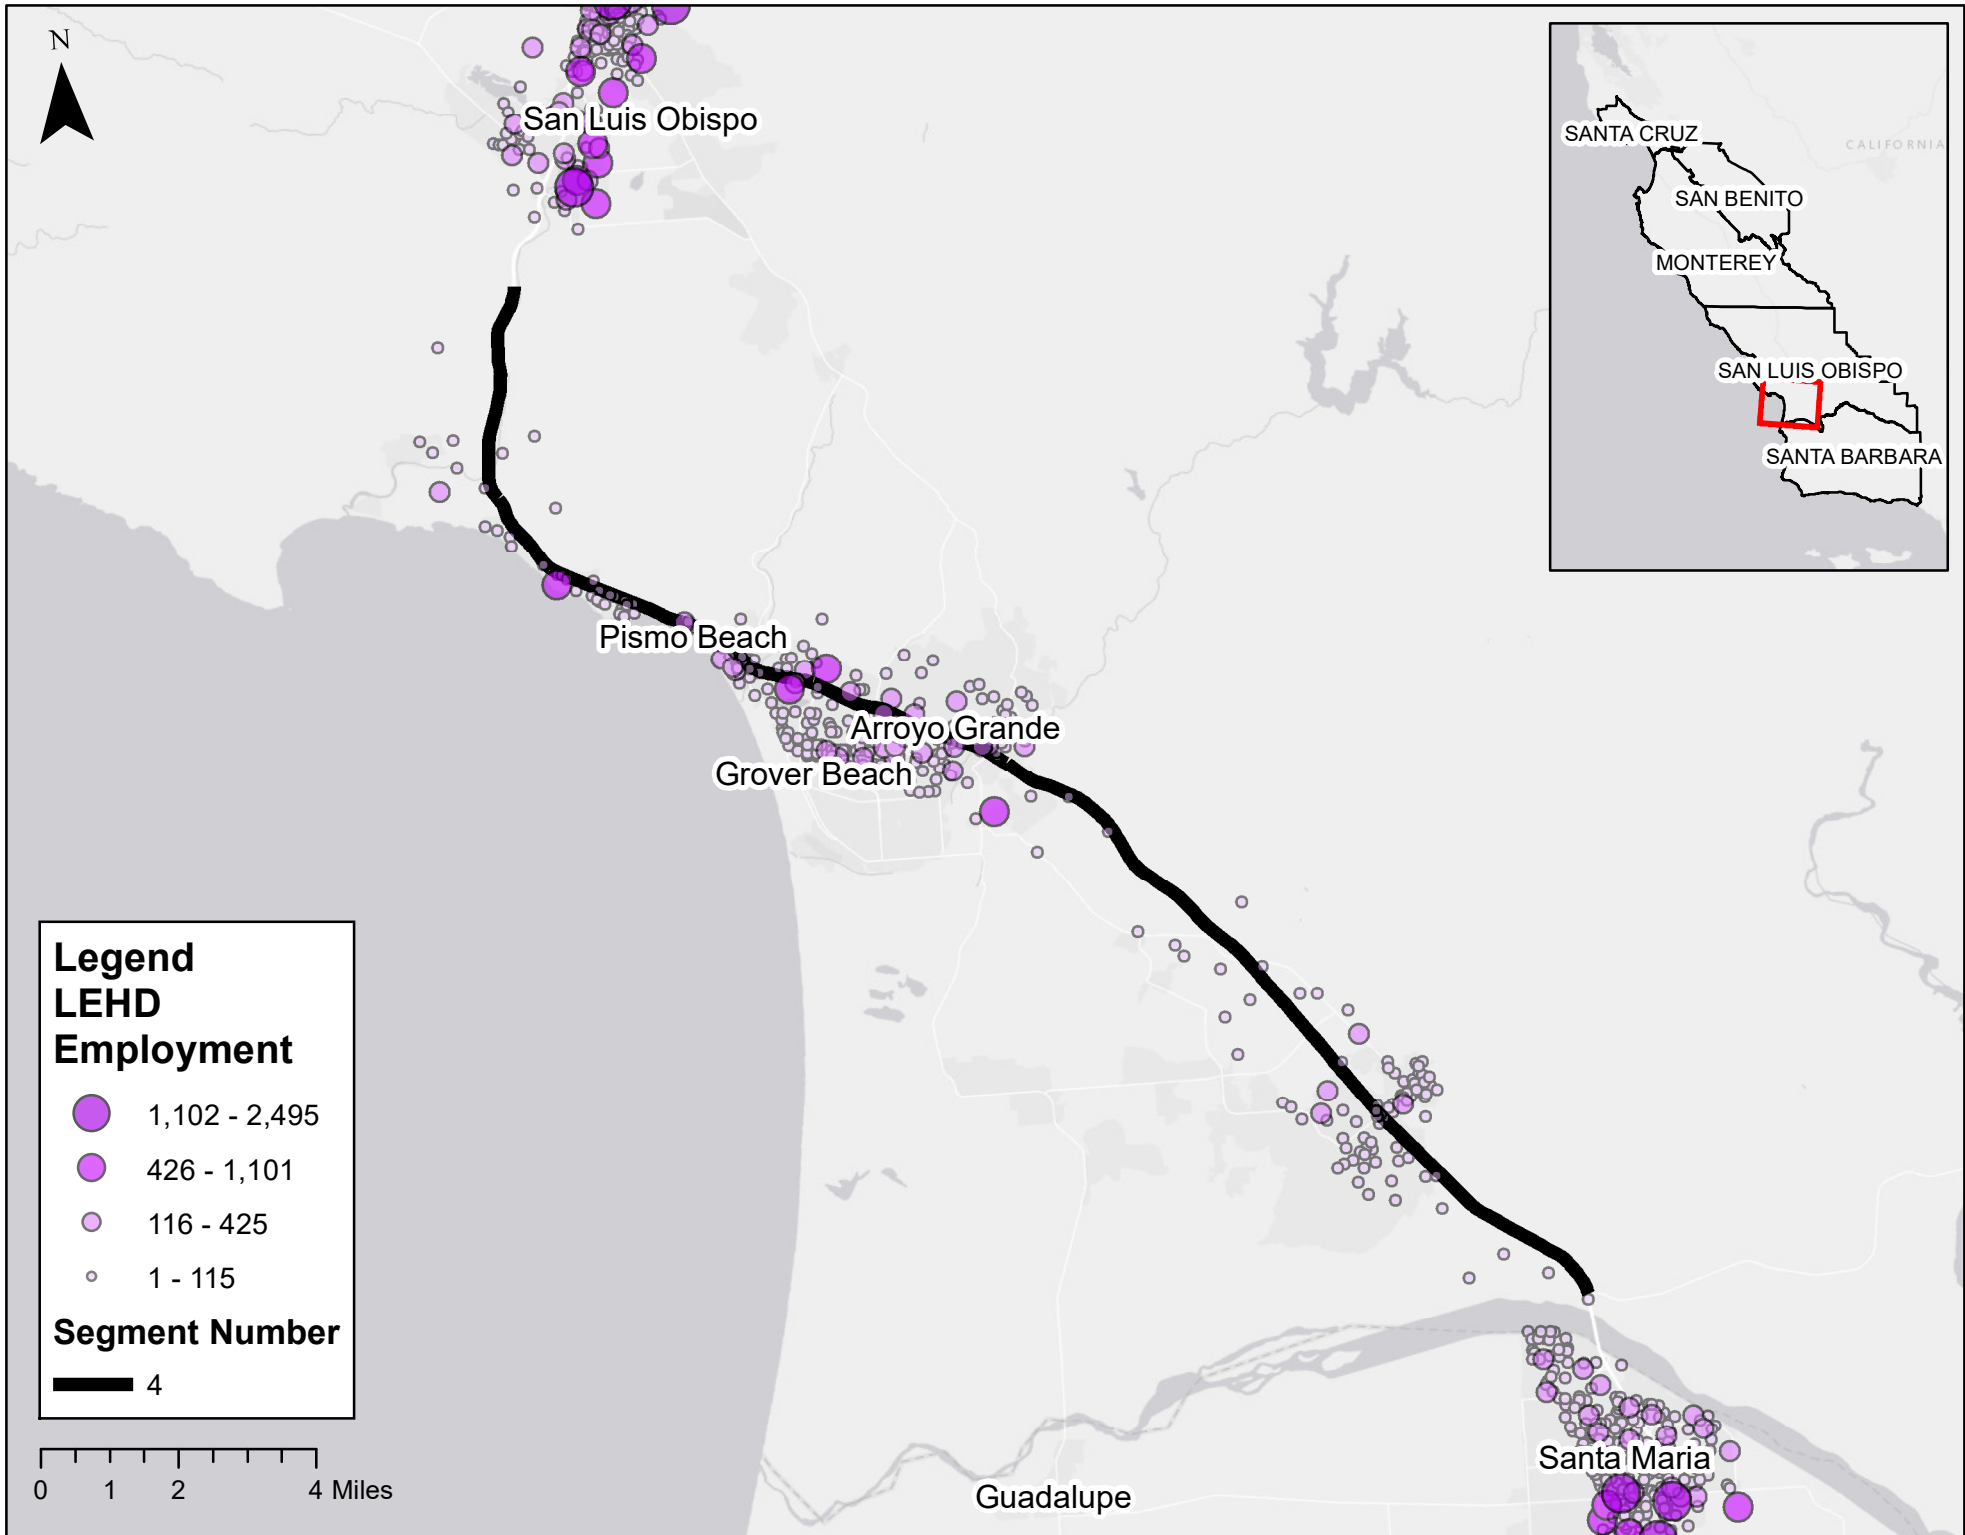 N
San Luis Obispo
Pismo Beach
Arroyo Grande
Grover Beach
Santa Maria
Guadalupe
SANTA CRUZ
CALIFORNIA
SAN BENITO
MONTEREY
SAN LUIS OBISPO
SANTA BARBARA
Legend
LEHD
Employment
1,102 - 2,495
426 - 1,101
116 - 425
1 - 115
Segment Number
4
0 1 2 4 Miles